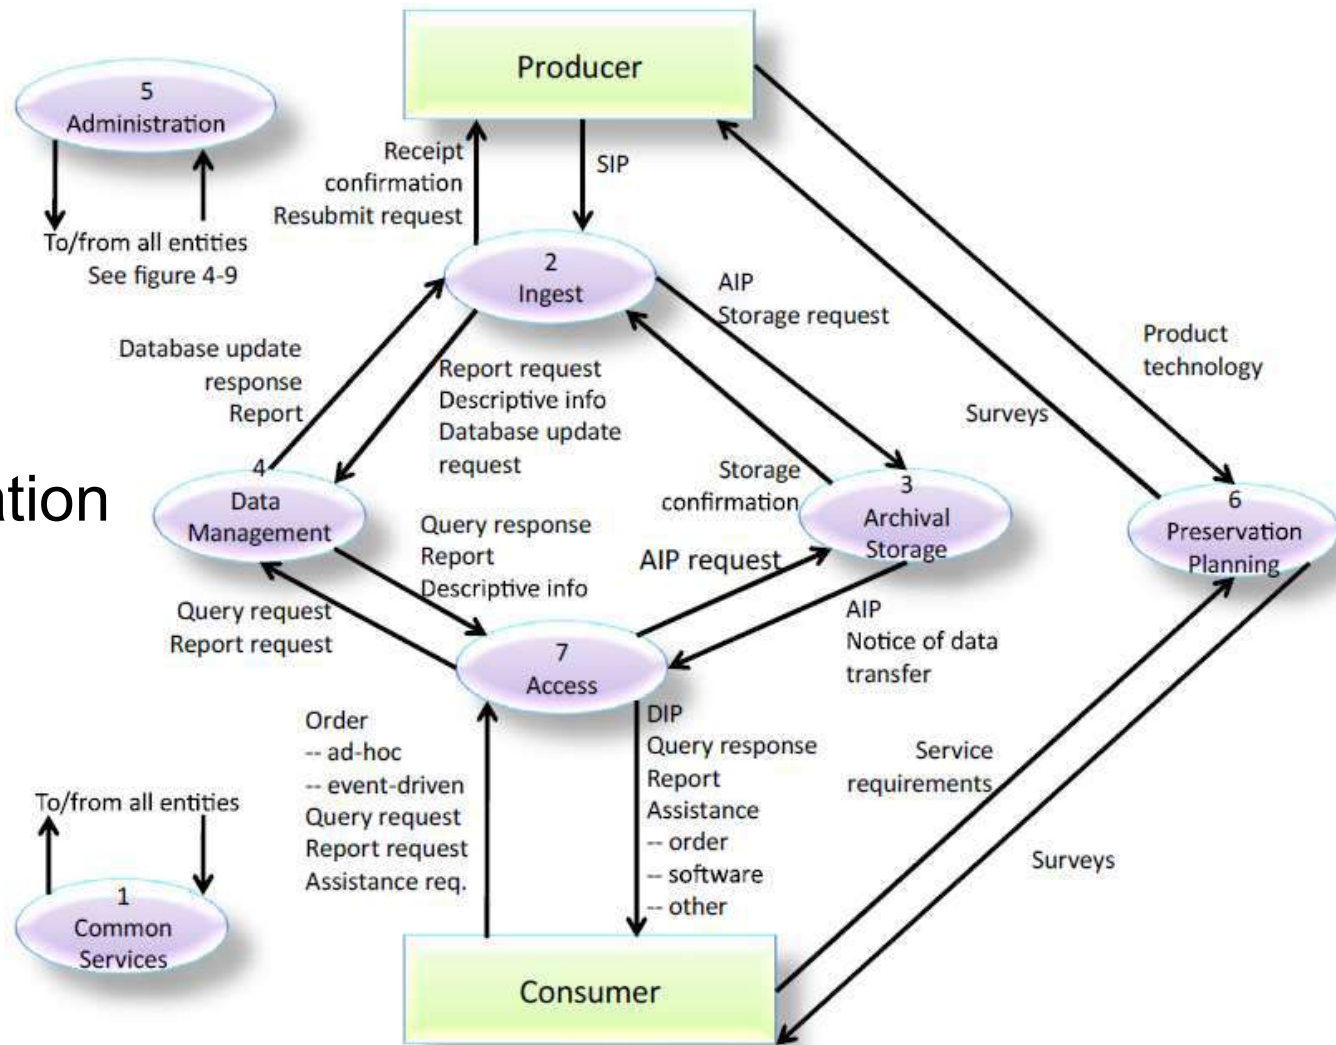 Producer
5
Administration
To/from all entities
See figure 4-9
Receipt
confirmation
Resubmit request
SIP
2
Ingest
AIP
Storage request
Product
technology
Surveys
Database update
response
Report
Report request
Descriptive info
Database update
request
ation
4
Data
Management
Storage
confirmation
3
Archival
Storage
6
Preservation
Planning
Query response
Report
Descriptive info
AIP request
Query request
Report request
AIP
Notice of data
transfer
7
Access
Order
-- ad-hoc
-- event-driven
Query request
Report request
Assistance req.
DIP
Query response
Report
Assistance
-- order
-- software
-- other
Service
requirements
Surveys
To/from all entities
1
Common
Services
Consumer